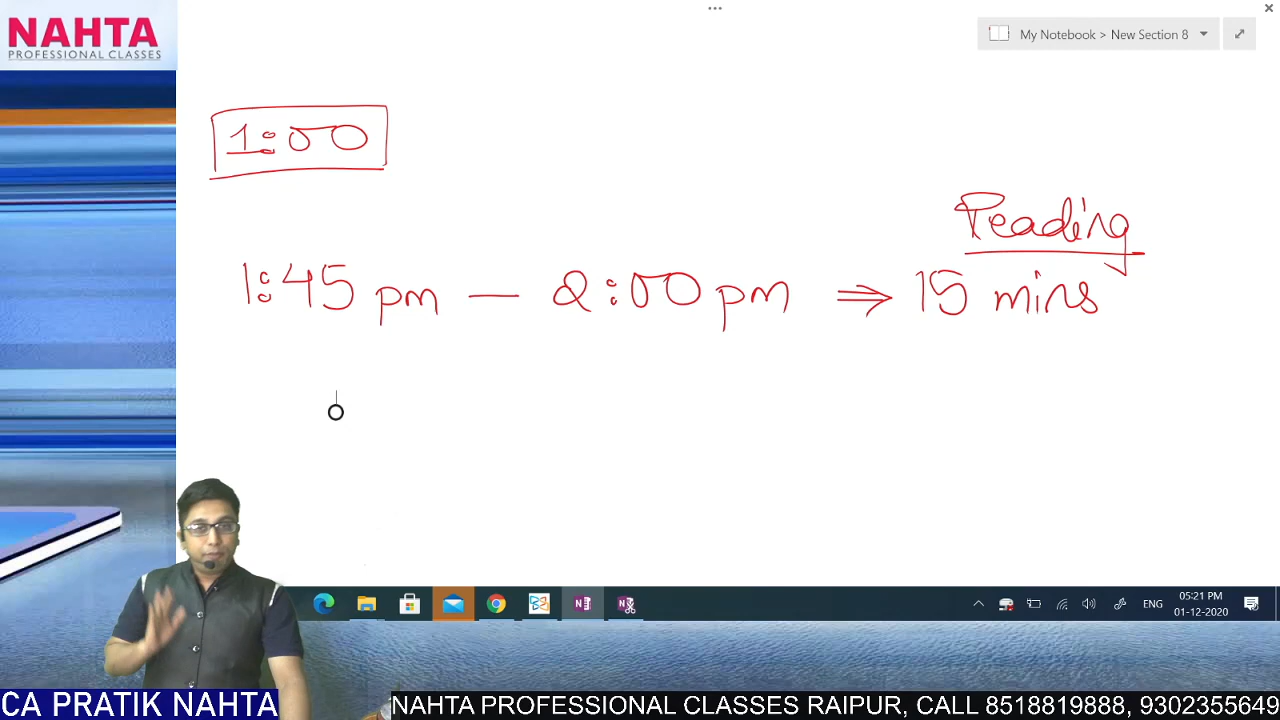 NAHTA
PROFESSIONAL CLASSES
My Notebook > New Section 8
1:00
Reading
1:45 pm — 2:00 pm ⇒ 15 mins
ENG
05:21 PM
01-12-2020
CA PRATIK NAHTA
NAHTA PROFESSIONAL CLASSES RAIPUR, CALL 8518819888, 9302355649